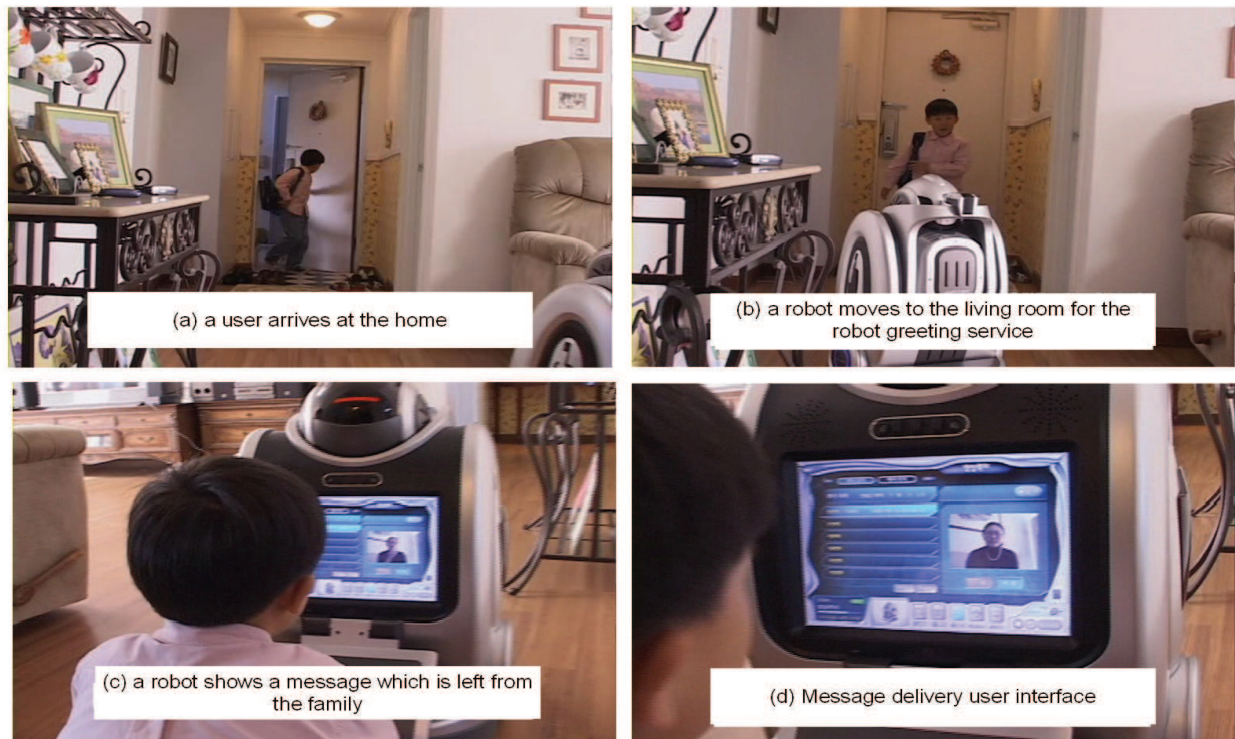 (a) a user arrives at the home
(b) a robot moves to the living room for the
robot greeting service
(c) a robot shows a message which is left from
the family
(d) Message delivery user interface